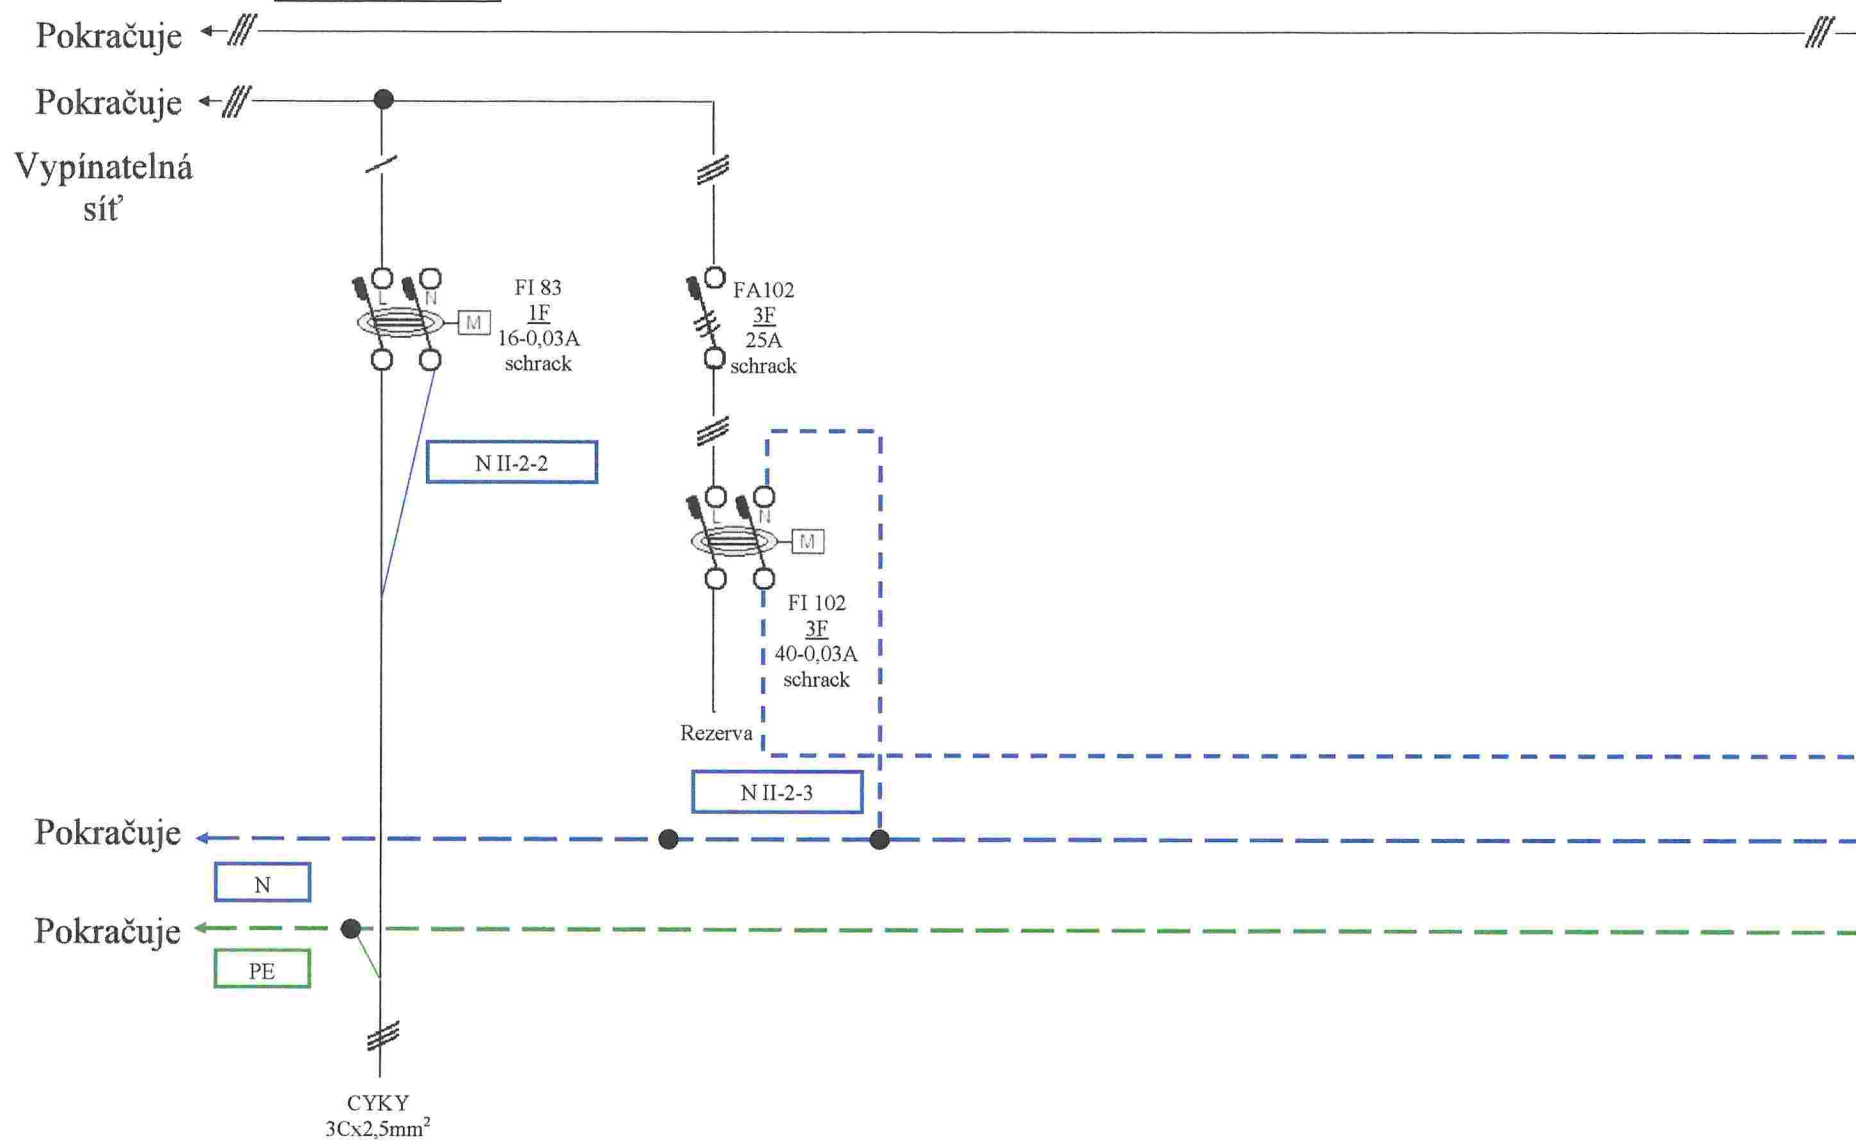 Pokračuje
Pokračuje
Vypínatelná
síť
L
N
M
FI 83
1F
16-0,03A
schrack
FA102
3F
25A
schrack
N II-2-2
L
N
M
FI 102
3F
40-0,03A
schrack
Rezerva
N II-2-3
Pokračuje
N
Pokračuje
PE
CYKY
3Cx2,5mm²